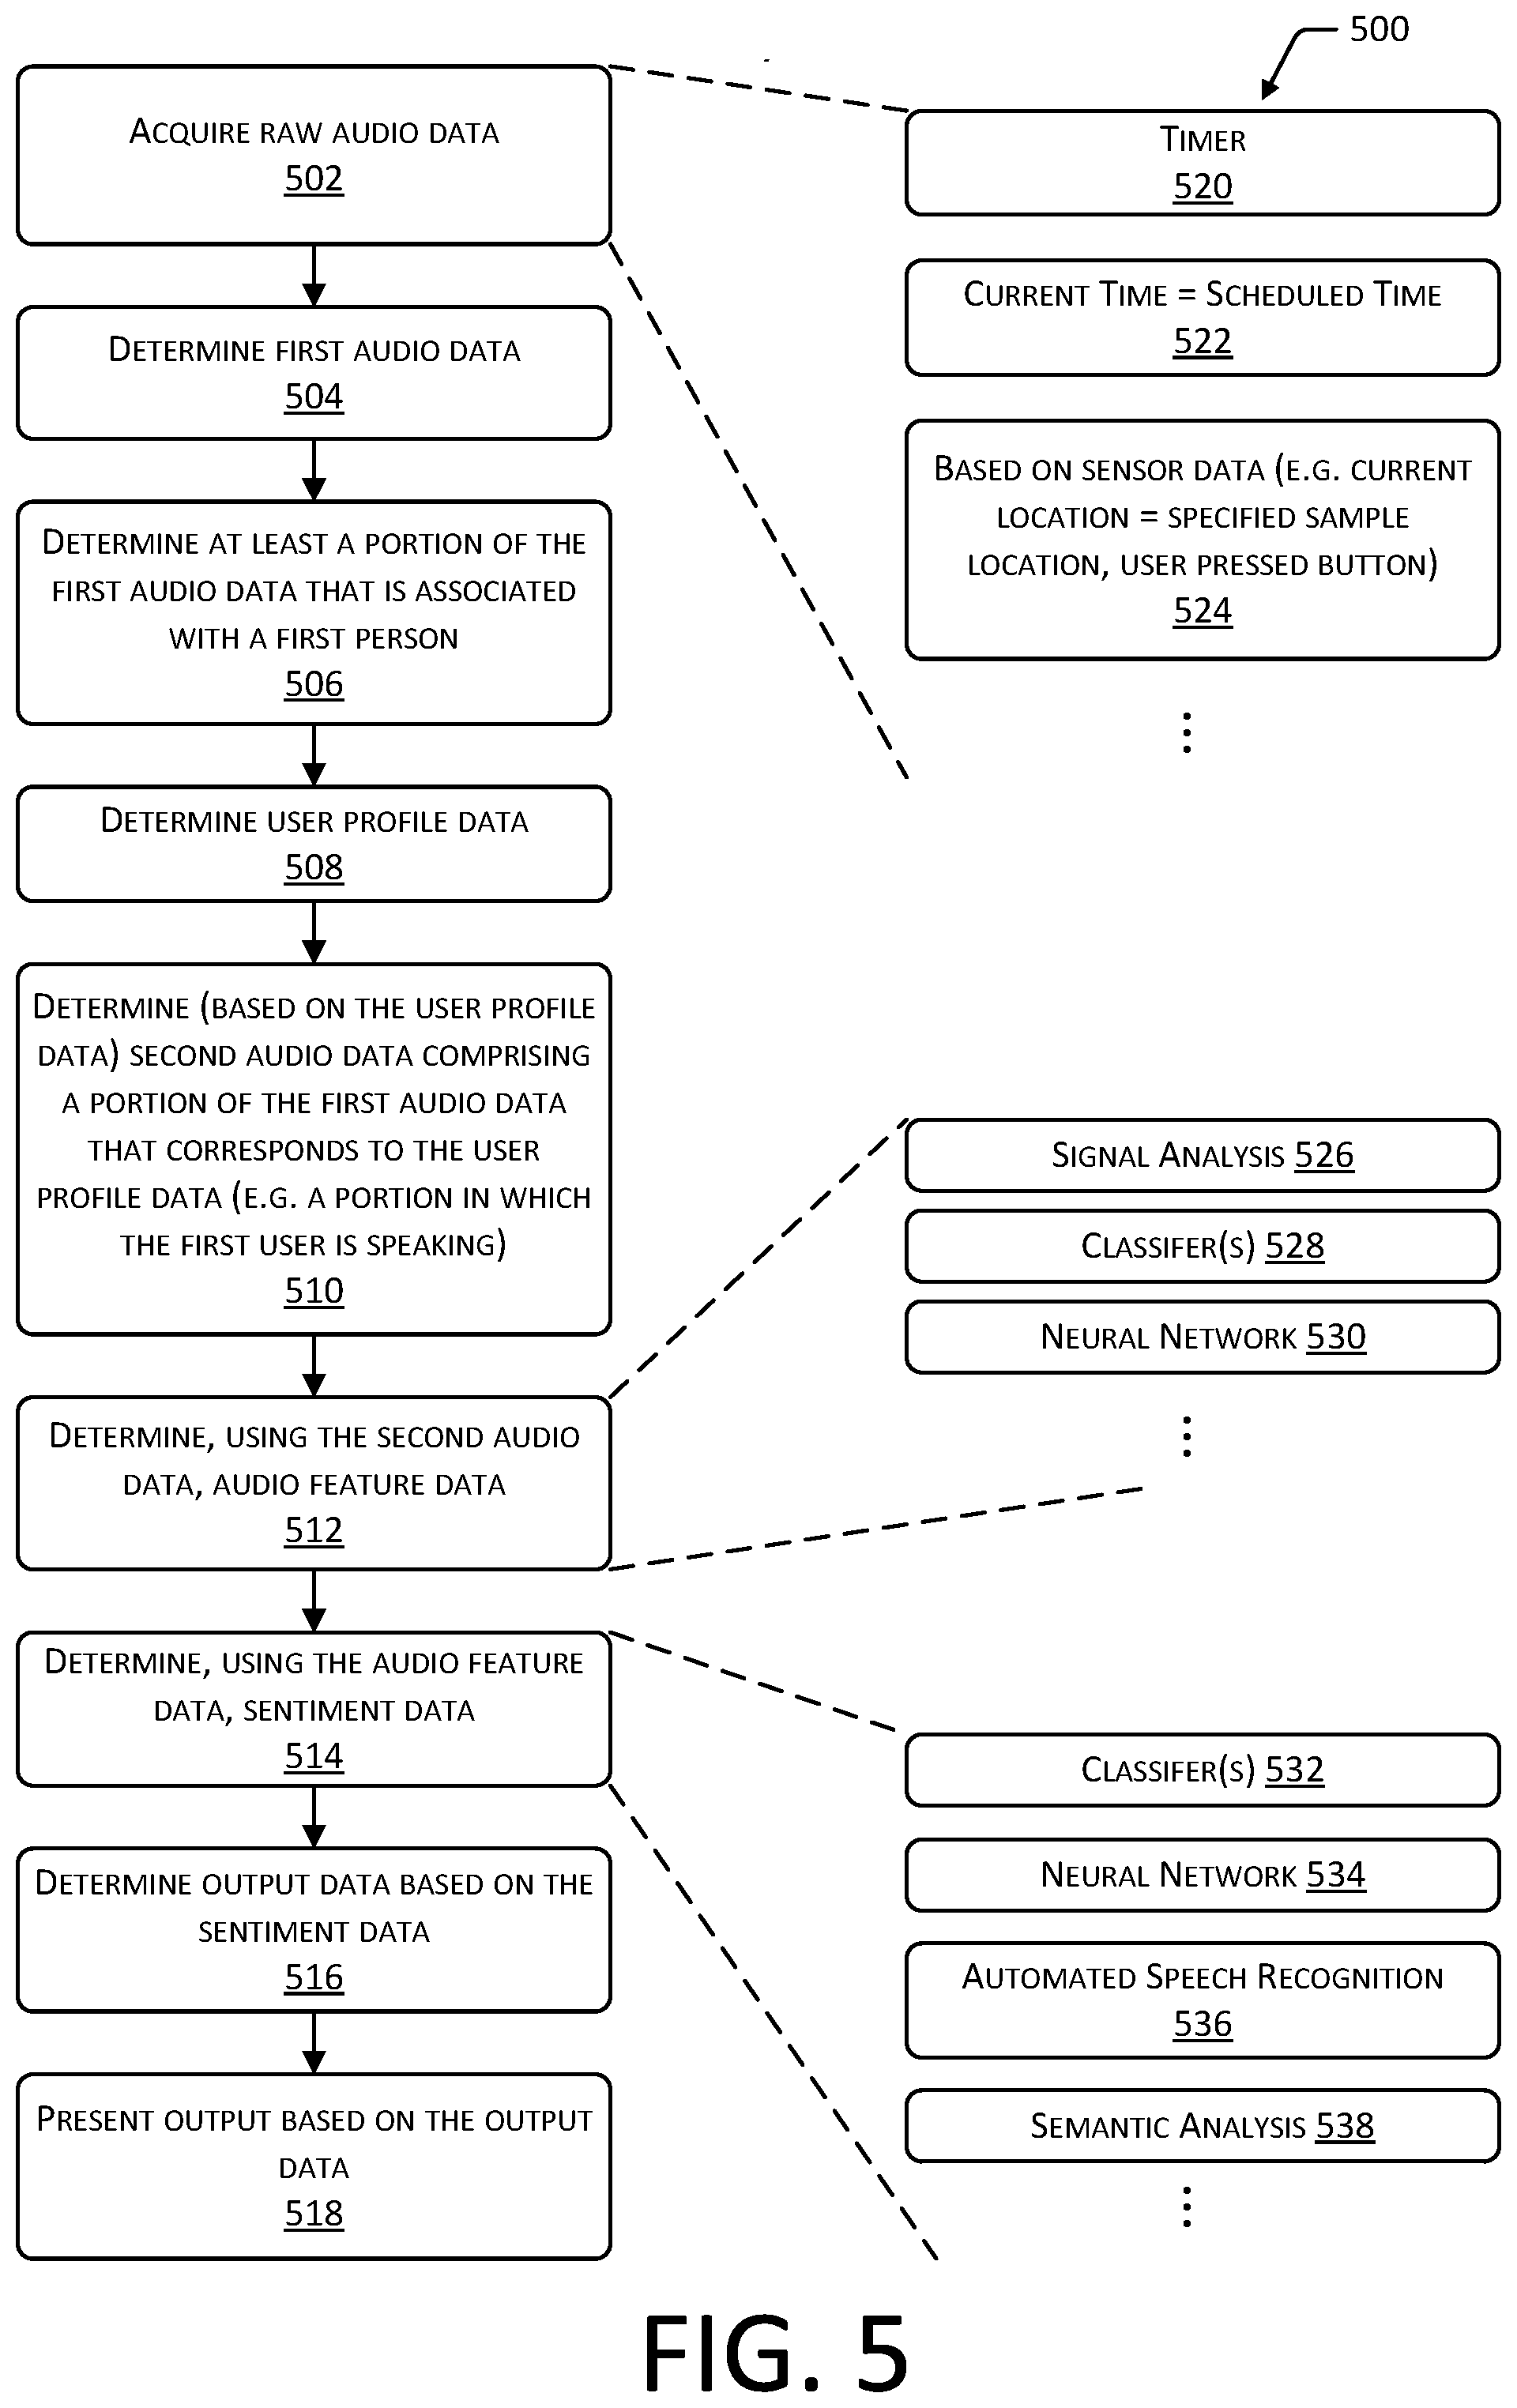 500
ACQUIRE RAW AUDIO DATA
502
DETERMINE FIRST AUDIO DATA
504
DETERMINE AT LEAST A PORTION OF THE
FIRST AUDIO DATA THAT IS ASSOCIATED
WITH A FIRST PERSON
506
DETERMINE USER PROFILE DATA
508
DETERMINE (BASED ON THE USER PROFILE
DATA) SECOND AUDIO DATA COMPRISING
A PORTION OF THE FIRST AUDIO DATA
THAT CORRESPONDS TO THE USER
PROFILE DATA (E.G. A PORTION IN WHICH
THE FIRST USER IS SPEAKING)
510
DETERMINE, USING THE SECOND AUDIO
DATA, AUDIO FEATURE DATA
512
DETERMINE, USING THE AUDIO FEATURE
DATA, SENTIMENT DATA
514
DETERMINE OUTPUT DATA BASED ON THE
SENTIMENT DATA
516
PRESENT OUTPUT BASED ON THE OUTPUT
DATA
518
TIMER
520
CURRENT TIME = SCHEDULED TIME
522
BASED ON SENSOR DATA (E.G. CURRENT
LOCATION = SPECIFIED SAMPLE
LOCATION, USER PRESSED BUTTON)
524
SIGNAL ANALYSIS 526
CLASSIFER(S) 528
NEURAL NETWORK 530
CLASSIFER(S) 532
NEURAL NETWORK 534
AUTOMATED SPEECH RECOGNITION
536
SEMANTIC ANALYSIS 538
FIG. 5